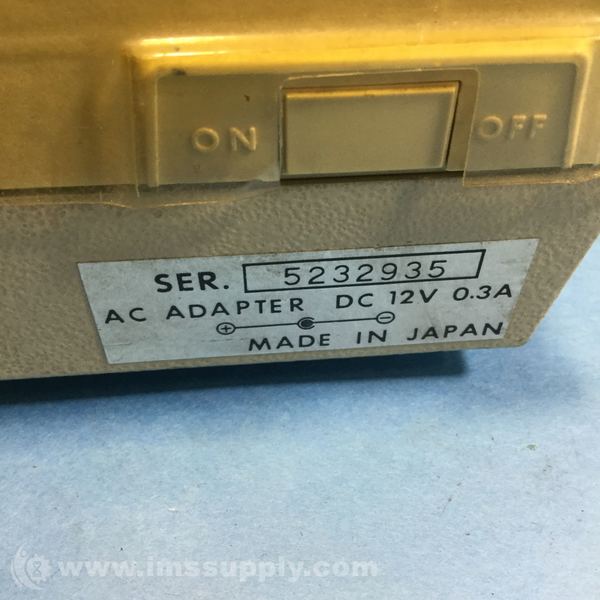 ON OFF
SER. 5232935
AC ADAPTER DC 12V 0.3A
+ −
MADE IN JAPAN
www.imssupply.com